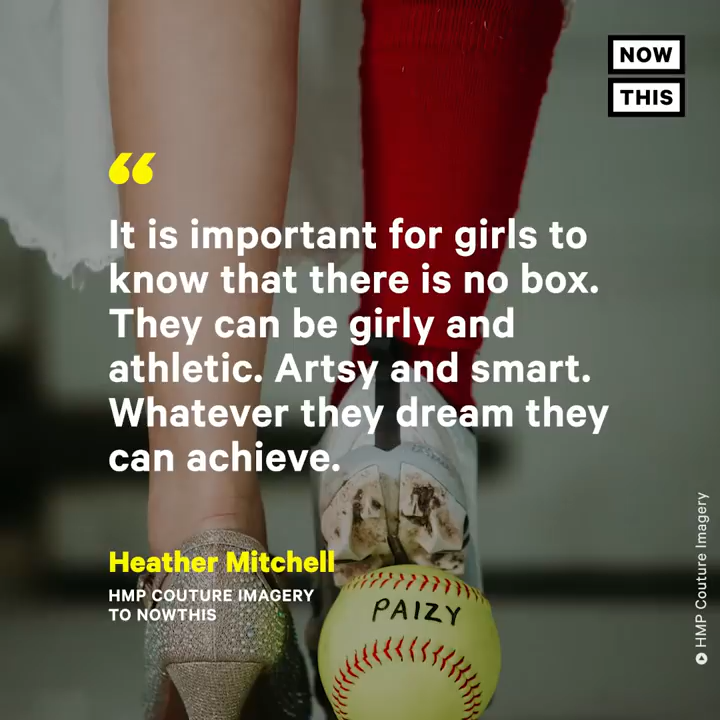 NOW
THIS
“
It is important for girls to
know that there is no box.
They can be girly and
athletic. Artsy and smart.
Whatever they dream they
can achieve.
Heather Mitchell
HMP COUTURE IMAGERY
TO NOWTHIS
PAIZY
HMP Couture Imagery